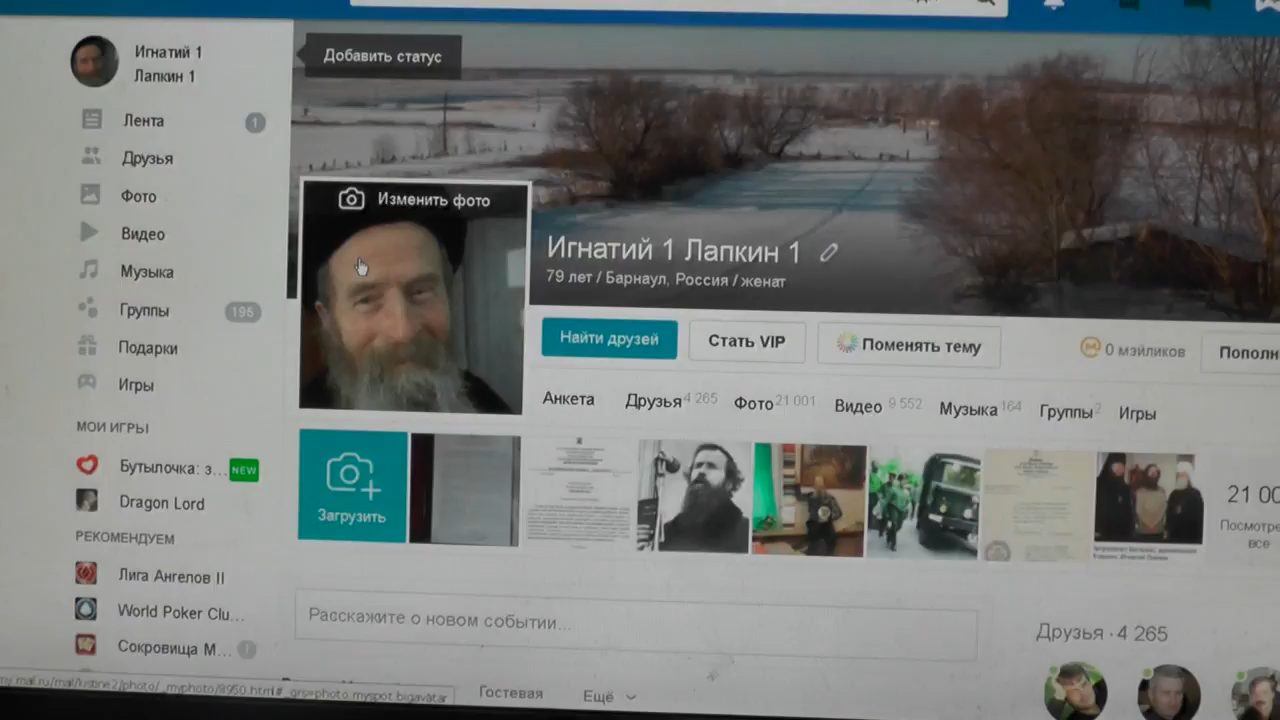 Игнатий 1
Лапкин 1
Добавить статус
Лента 1
Друзья
Фото
Видео
Музыка
Группы 195
Подарки
Игры
МОИ ИГРЫ
Бутылочка: з... NEW
Dragon Lord
РЕКОМЕНДУЕМ
Лига Ангелов II
World Poker Clu...
Сокровища М...
Изменить фото
Игнатий 1 Лапкин 1
79 лет / Барнаул, Россия / женат
Найти друзей
Стать VIP
Поменять тему
0 мэйликов
Пополн
Анкета Друзья 4 265 Фото 21 001 Видео 9 552 Музыка 164 Группы 2 Игры
Загрузить
21 00
Посмотре
все
Расскажите о новом событии...
Друзья · 4 265
Гостевая
Ещё